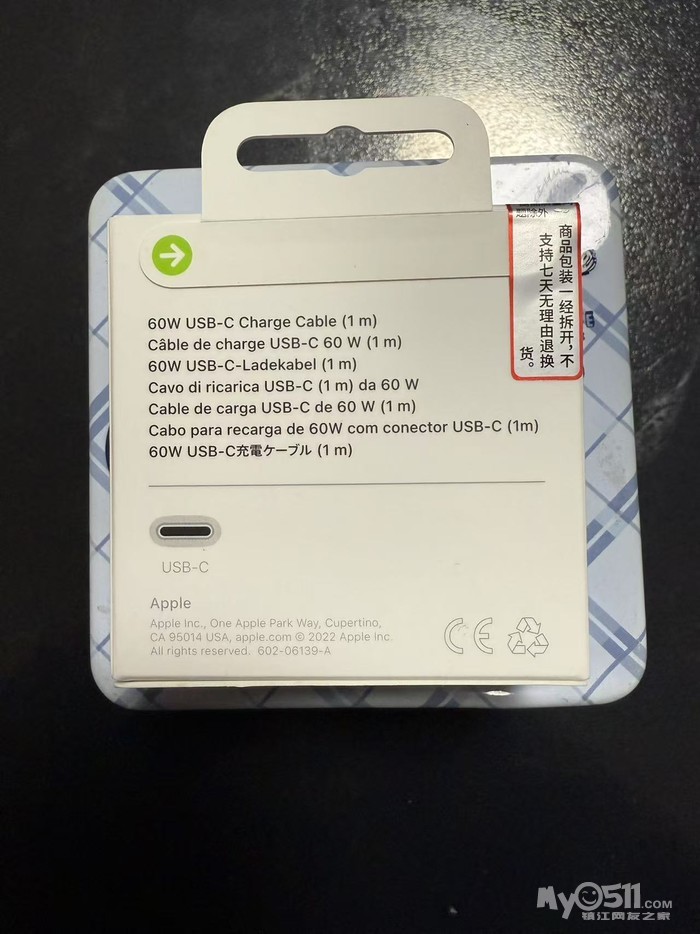 60W USB-C Charge Cable (1 m)
Câble de charge USB-C 60 W (1 m)
60W USB-C-Ladekabel (1 m)
Cavo di ricarica USB-C (1 m) da 60 W
Cable de carga USB-C de 60 W (1 m)
Cabo para recarga de 60W com conector USB-C (1m)
60W USB-C充電ケーブル (1 m)
USB-C
Apple
Apple Inc., One Apple Park Way, Cupertino,
CA 95014 USA, apple.com © 2022 Apple Inc.
All rights reserved. 602-06139-A
CE
商品包装一经拆开，不
支持七天无理由退换
货。
My0511.COM
镇江网友之家